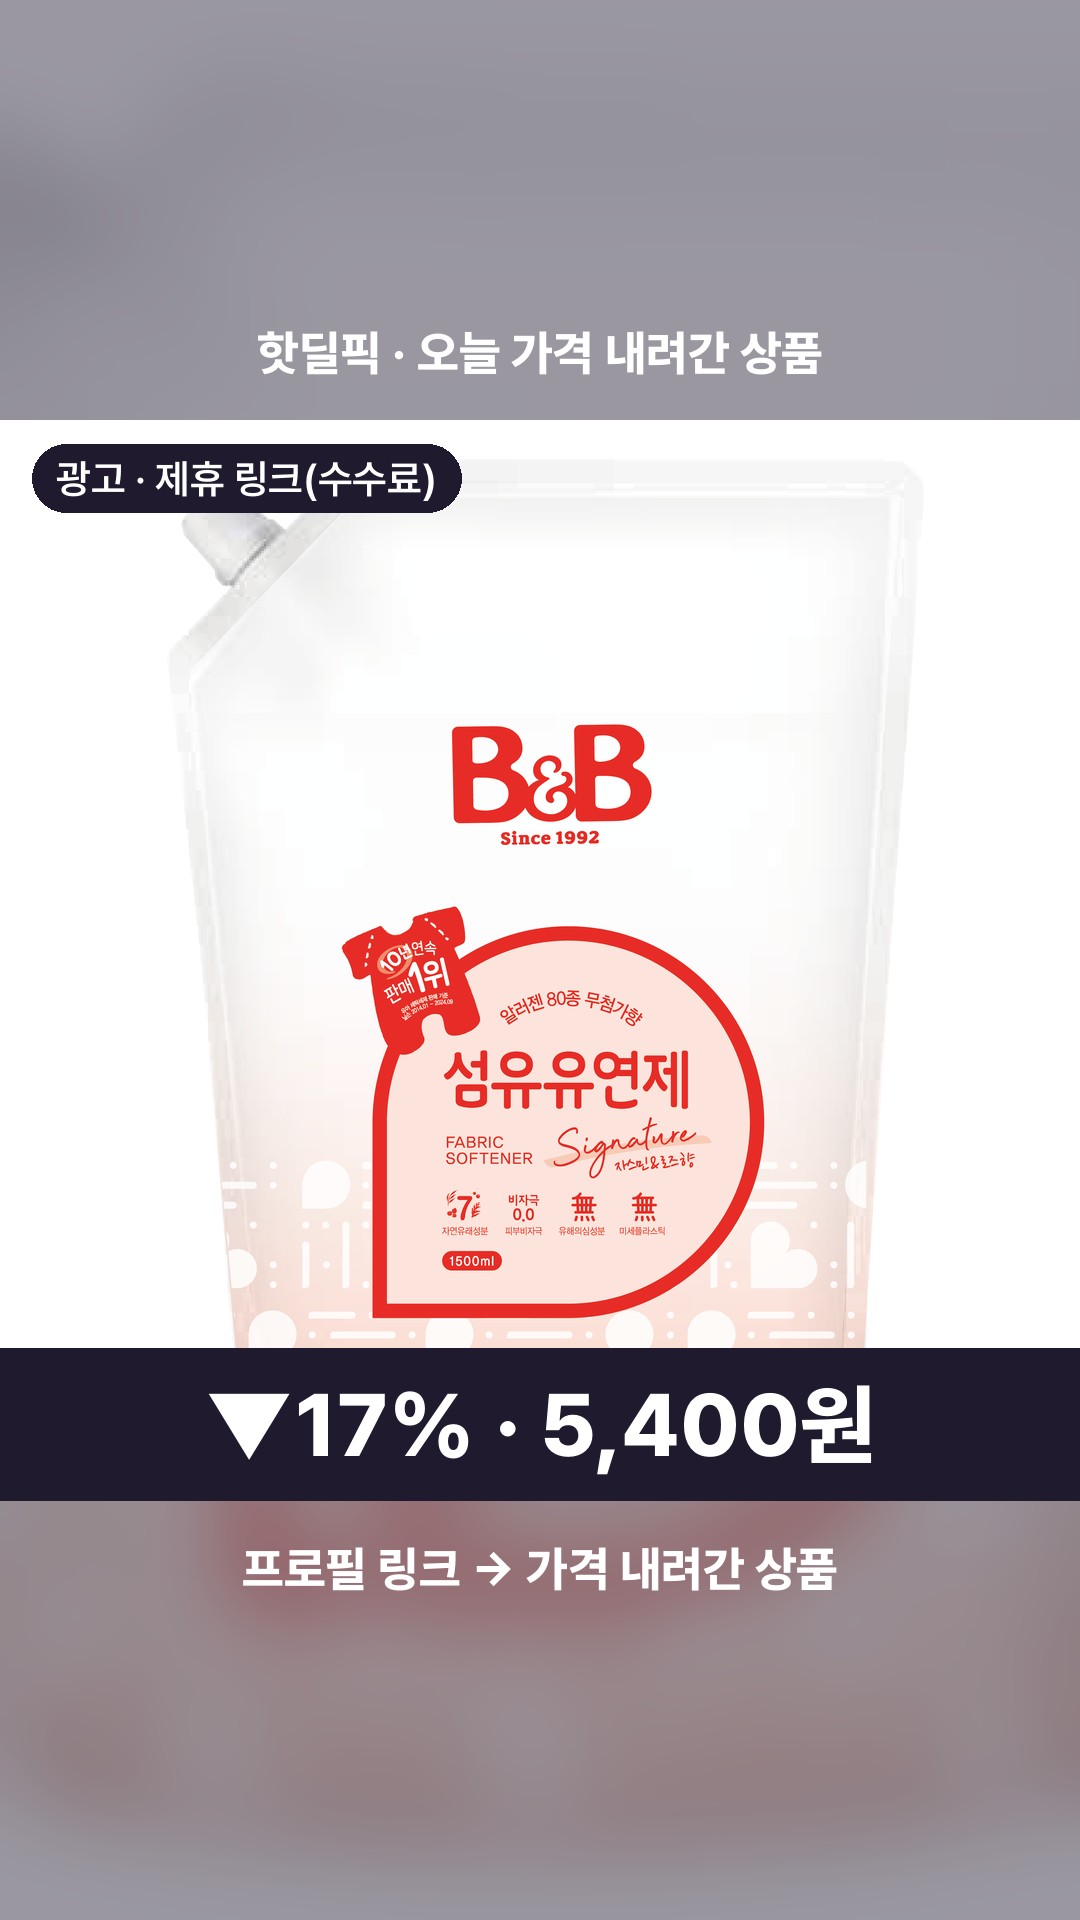 핫딜픽 · 오늘 가격 내려간 상품
광고 · 제휴 링크(수수료)
B&B
Since 1992
10년연속
판매1위
알러젠 80종 무첨가향
섬유유연제
FABRIC
SOFTENER
Signature
자스민&로즈향
7
자연유래성분
비자극
0.0
피부비자극
無
유해의심성분
無
미세플라스틱
1500ml
▼17% · 5,400원
프로필 링크 → 가격 내려간 상품